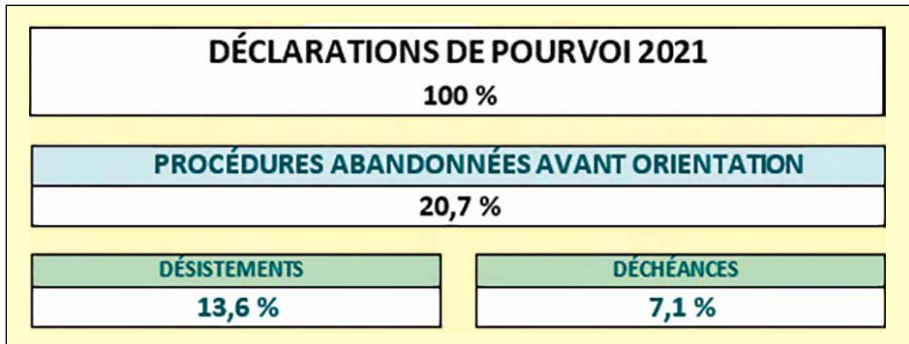 DÉCLARATIONS DE POURVOI 2021
100 %
PROCÉDURES ABANDONNÉES AVANT ORIENTATION
20,7 %
DÉSISTEMENTS
13,6 %
DÉCHÉANCES
7,1 %